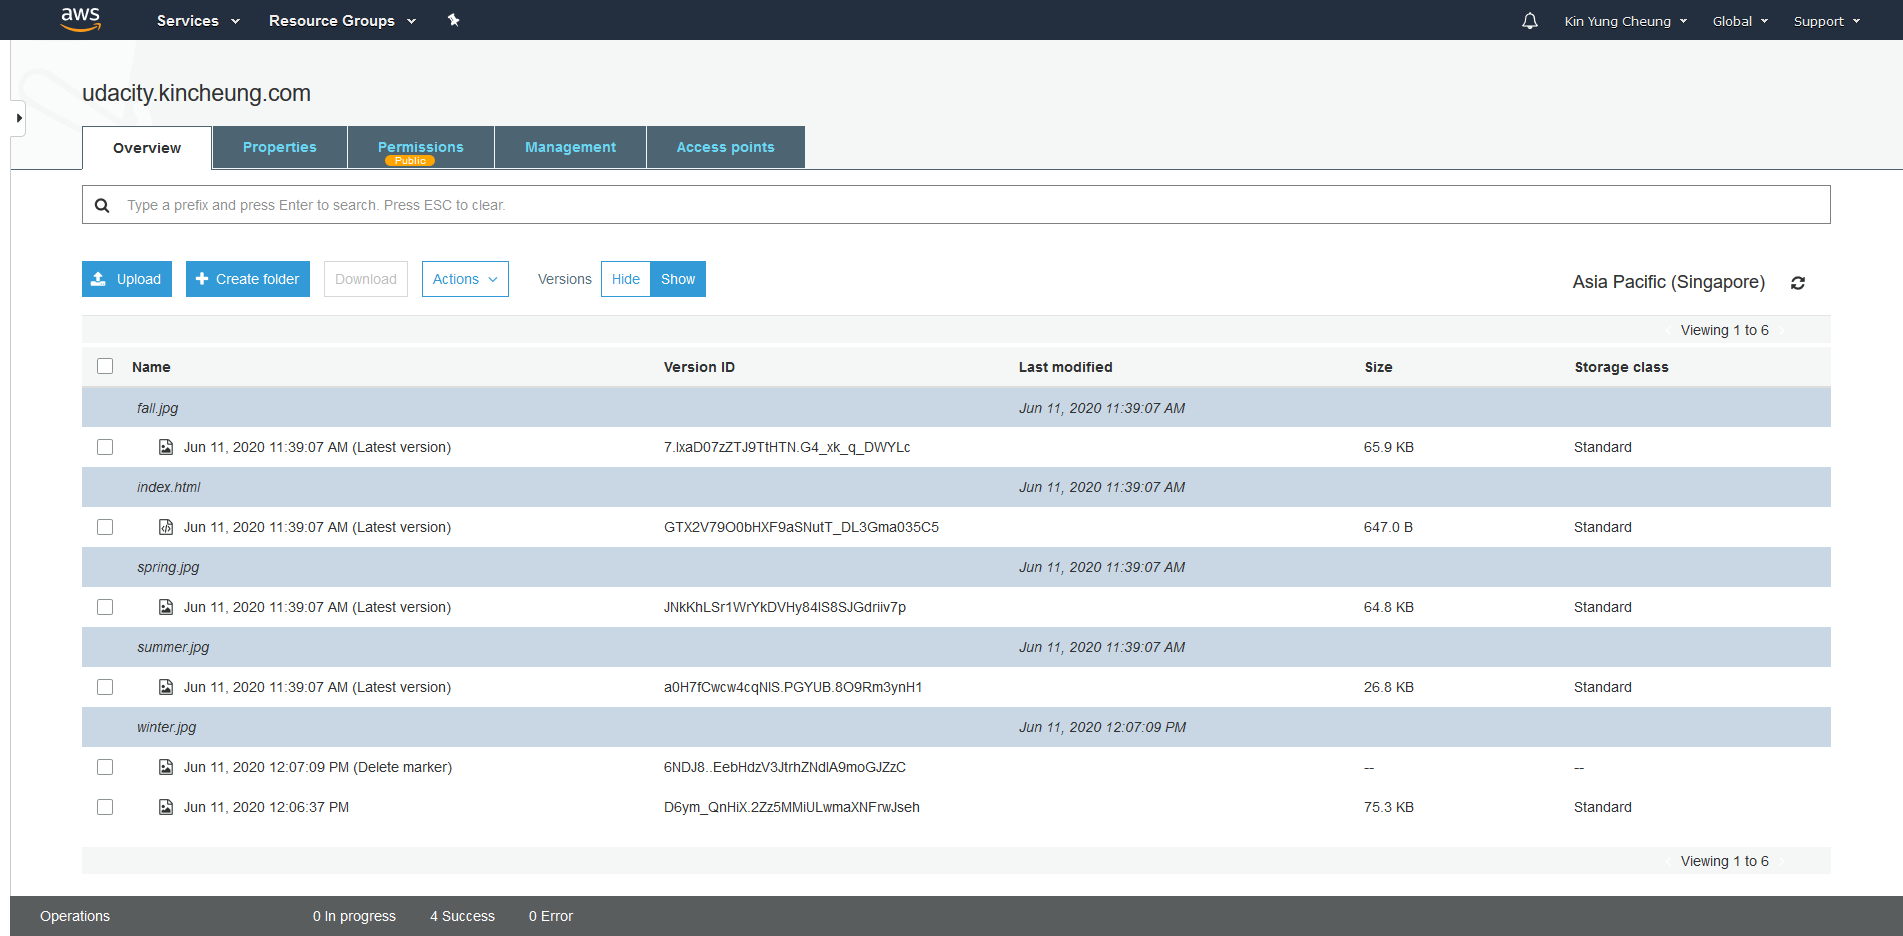 aws Services Resource Groups Kin Yung Cheung Global Support
udacity.kincheung.com
Overview Properties Permissions Management Access points
Public
Type a prefix and press Enter to search. Press ESC to clear.
Upload Create folder Download Actions Versions Hide Show Asia Pacific (Singapore)
Viewing 1 to 6
Name Version ID Last modified Size Storage class
fall.jpg Jun 11, 2020 11:39:07 AM
Jun 11, 2020 11:39:07 AM (Latest version) 7.lxaD07zZTJ9TtHTN.G4_xk_q_DWYLc 65.9 KB Standard
index.html Jun 11, 2020 11:39:07 AM
Jun 11, 2020 11:39:07 AM (Latest version) GTX2V79O0bHXF9aSNutT_DL3Gma035C5 647.0 B Standard
spring.jpg Jun 11, 2020 11:39:07 AM
Jun 11, 2020 11:39:07 AM (Latest version) JNkKhLSr1WrYkDVHy84IS8SJGdriiv7p 64.8 KB Standard
summer.jpg Jun 11, 2020 11:39:07 AM
Jun 11, 2020 11:39:07 AM (Latest version) a0H7fCwcw4cqNIS.PGYUB.8O9Rm3ynH1 26.8 KB Standard
winter.jpg Jun 11, 2020 12:07:09 PM
Jun 11, 2020 12:07:09 PM (Delete marker) 6NDJ8..EebHdzV3JtrhZNdlA9moGJZzC -- --
Jun 11, 2020 12:06:37 PM D6ym_QnHiX.2Zz5MMiULwmaXNFrwJseh 75.3 KB Standard
Viewing 1 to 6
Operations 0 In progress 4 Success 0 Error